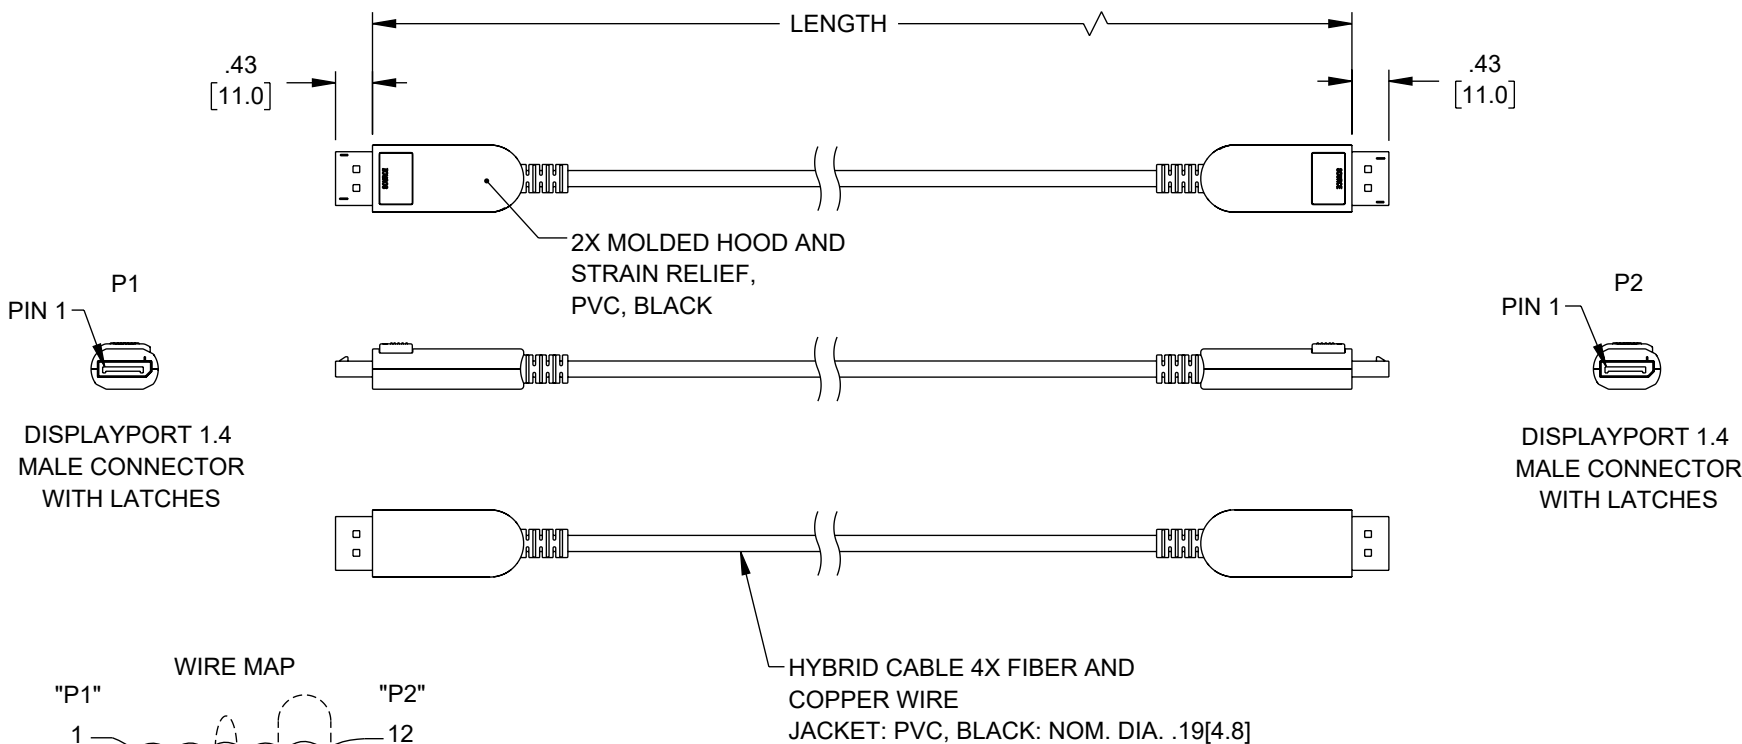 LENGTH
.43
[11.0]
.43
[11.0]
SOURCE
SOURCE
2X MOLDED HOOD AND
STRAIN RELIEF,
PVC, BLACK
P1
PIN 1
P2
PIN 1
DISPLAYPORT 1.4
MALE CONNECTOR
WITH LATCHES
DISPLAYPORT 1.4
MALE CONNECTOR
WITH LATCHES
HYBRID CABLE 4X FIBER AND
COPPER WIRE
JACKET: PVC, BLACK: NOM. DIA. .19[4.8]
WIRE MAP
"P1" "P2"
1 12